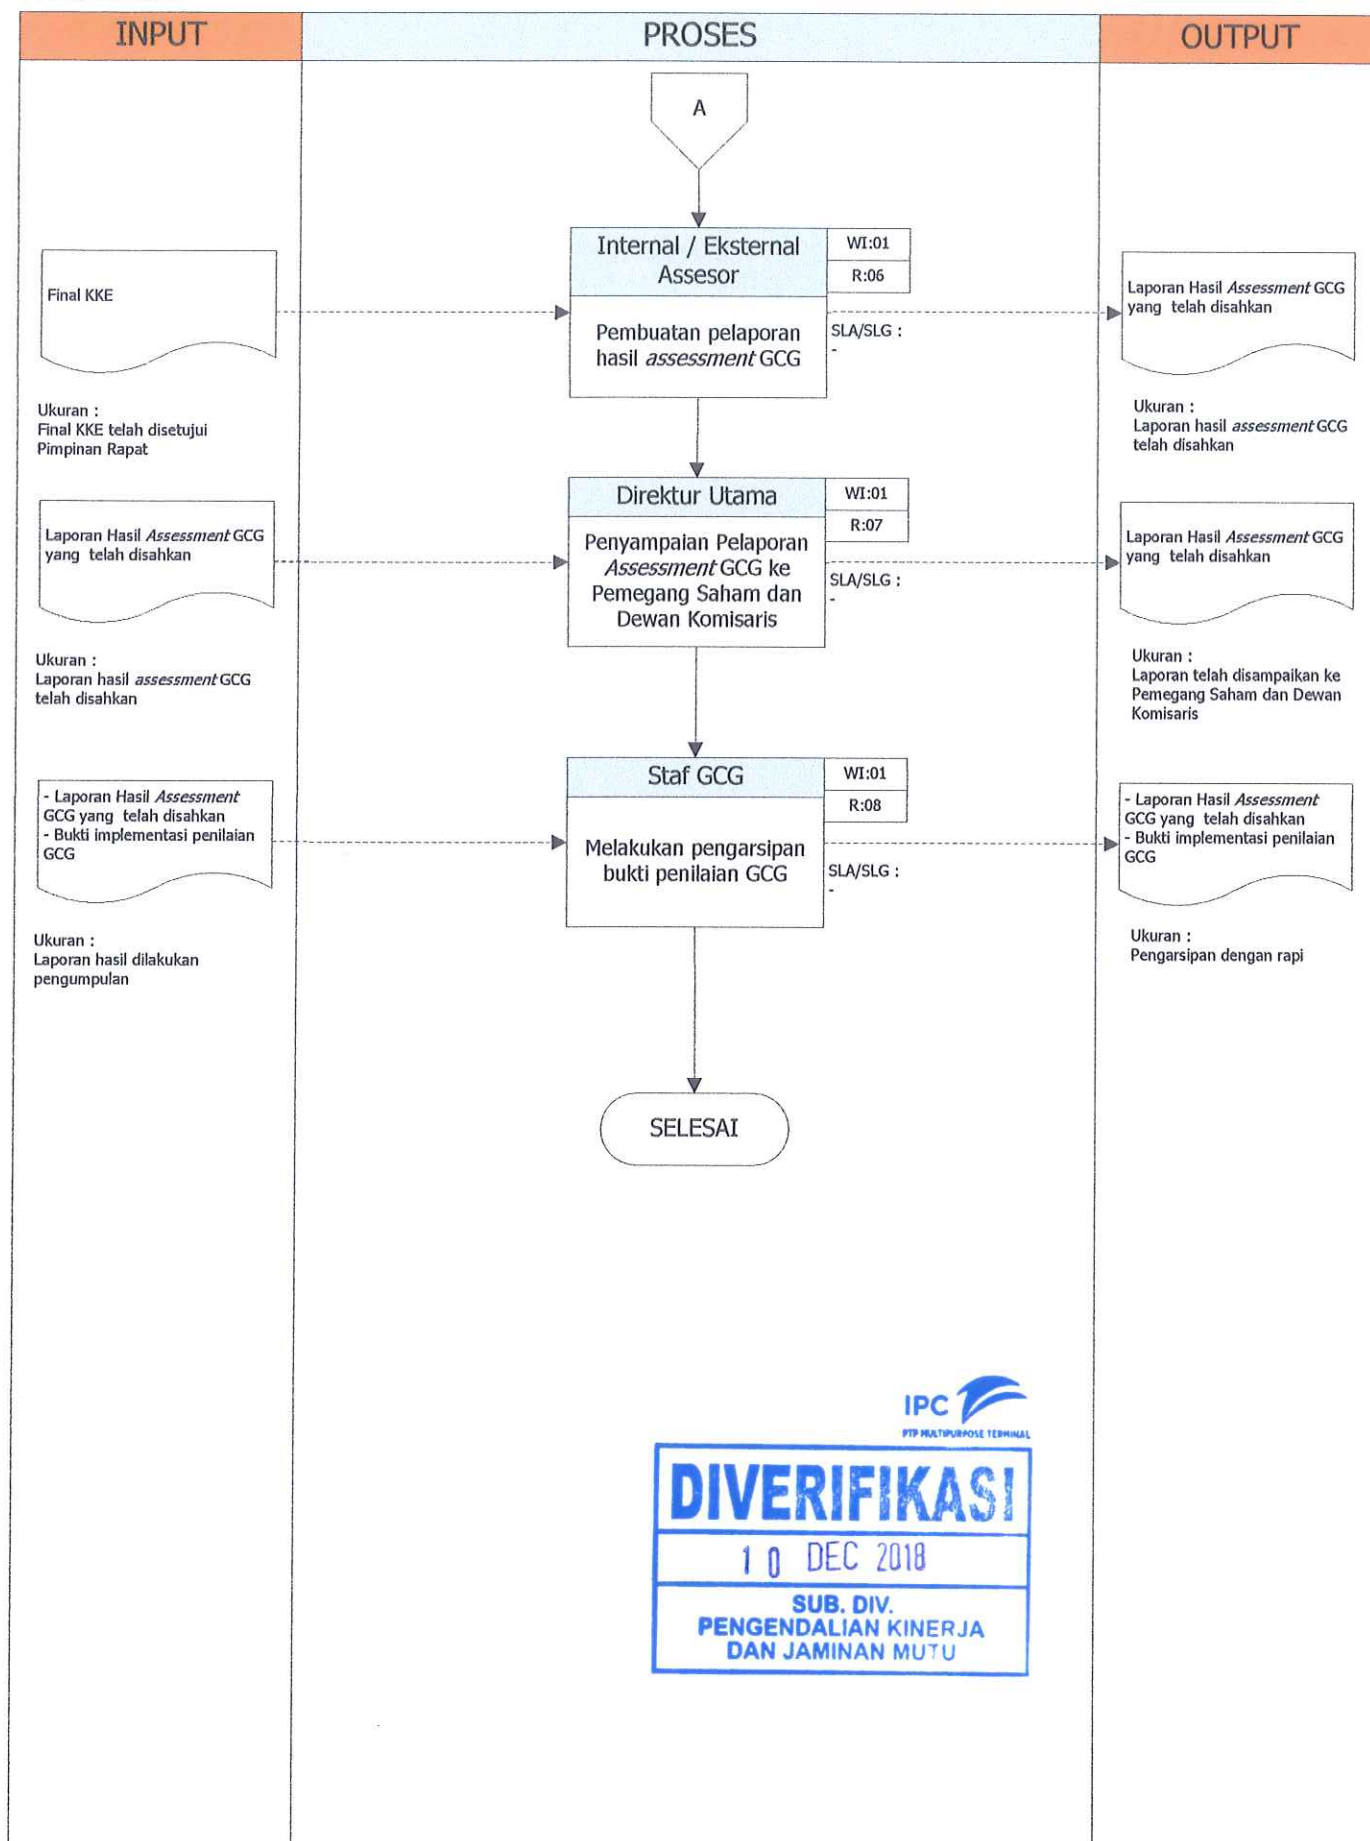 INPUT
PROSES
OUTPUT
A
Internal / Eksternal
Assesor
WI:01
R:06
Final KKE
Pembuatan pelaporan
hasil assessment GCG
SLA/SLG :
-
Laporan Hasil Assessment GCG
yang telah disahkan
Ukuran :
Final KKE telah disetujui
Pimpinan Rapat
Ukuran :
Laporan hasil assessment GCG
telah disahkan
Direktur Utama
WI:01
R:07
Laporan Hasil Assessment GCG
yang telah disahkan
Penyampaian Pelaporan
Assessment GCG ke
Pemegang Saham dan
Dewan Komisaris
SLA/SLG :
-
Laporan Hasil Assessment GCG
yang telah disahkan
Ukuran :
Laporan hasil assessment GCG
telah disahkan
Ukuran :
Laporan telah disampaikan ke
Pemegang Saham dan Dewan
Komisaris
Staf GCG
WI:01
R:08
- Laporan Hasil Assessment
GCG yang telah disahkan
- Bukti implementasi penilaian
GCG
Melakukan pengarsipan
bukti penilaian GCG
SLA/SLG :
-
- Laporan Hasil Assessment
GCG yang telah disahkan
- Bukti implementasi penilaian
GCG
Ukuran :
Laporan hasil dilakukan
pengumpulan
Ukuran :
Pengarsipan dengan rapi
SELESAI
IPC
PTP MULTIPURPOSE TERMINAL
DIVERIFIKASI
10 DEC 2018
SUB. DIV.
PENGENDALIAN KINERJA
DAN JAMINAN MUTU